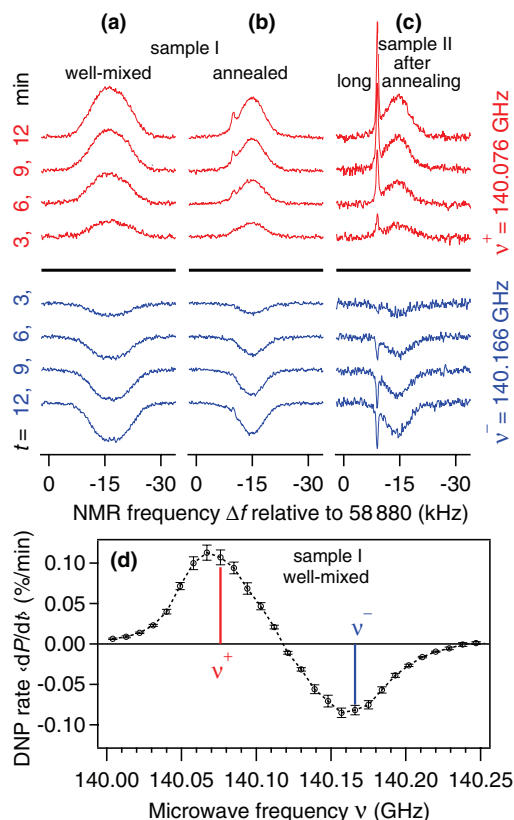 (a) (b) (c)
sample I
sample II
after
annealing
well-mixed
annealed
long
t = 12, 9, 6, 3, 3, 6, 9, 12 min
ν+ = 140.076 GHz
ν− = 140.166 GHz
0 -15 -30 0 -15 -30 0 -15 -30
NMR frequency Δf relative to 58 880 (kHz)
(d)
sample I
well-mixed
DNP rate ‹dP/dt› (%/min)
0.10
0.05
0.00
-0.05
-0.10
ν+
ν−
140.00 140.05 140.10 140.15 140.20 140.25
Microwave frequency ν (GHz)